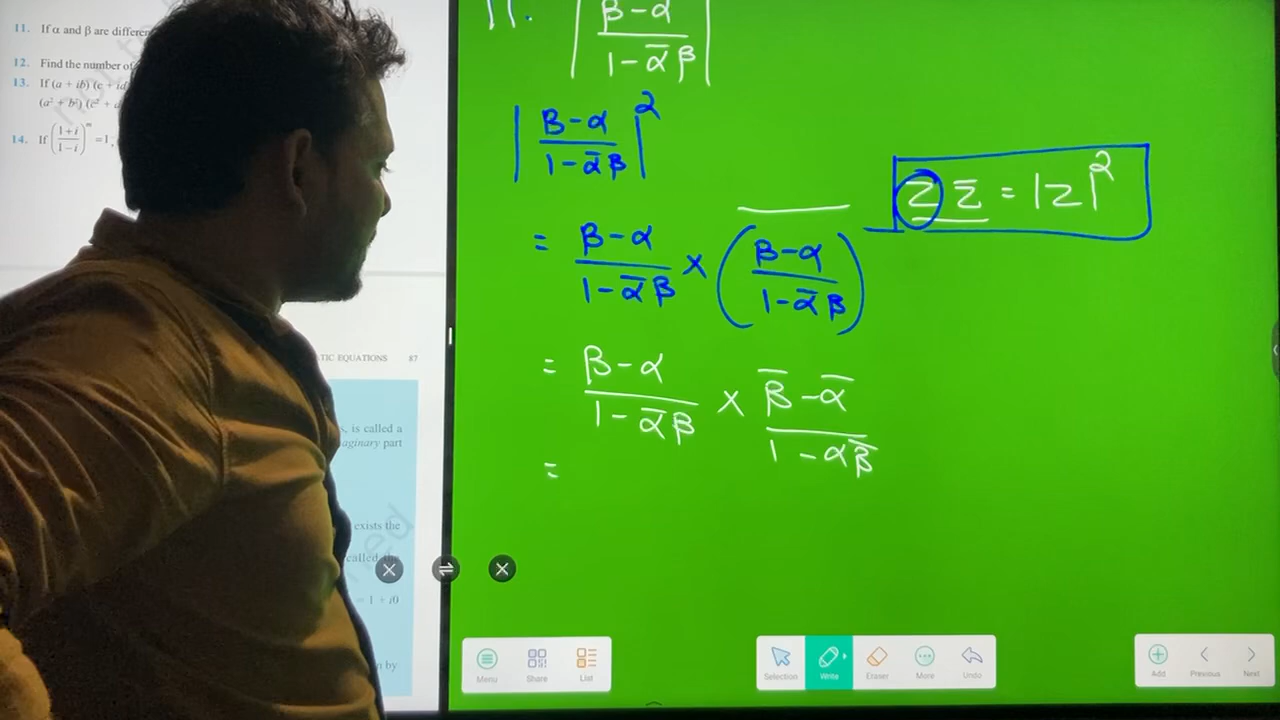 11. If α and β are differen
12. Find the number of
13. If (a + ib) (c + id
(a² + b²) (c² +
14. If ((1+i)/(1−i))^m = 1,
TIC EQUATIONS 87
s, is called a
aginary part
exists the
called the
= 1 + i0
n by
11. |(β-α)/(1-ᾱβ)|
|(β-α)/(1-ᾱβ)|²
z z̄ = |z|²
= (β-α)/(1-ᾱβ) × ((β-α)/(1-ᾱβ))
= (β-α)/(1-ᾱβ) × (β̄-ᾱ)/(1-αβ̄)
=
Menu Share List Selection Write Eraser More Undo Add Previous Next